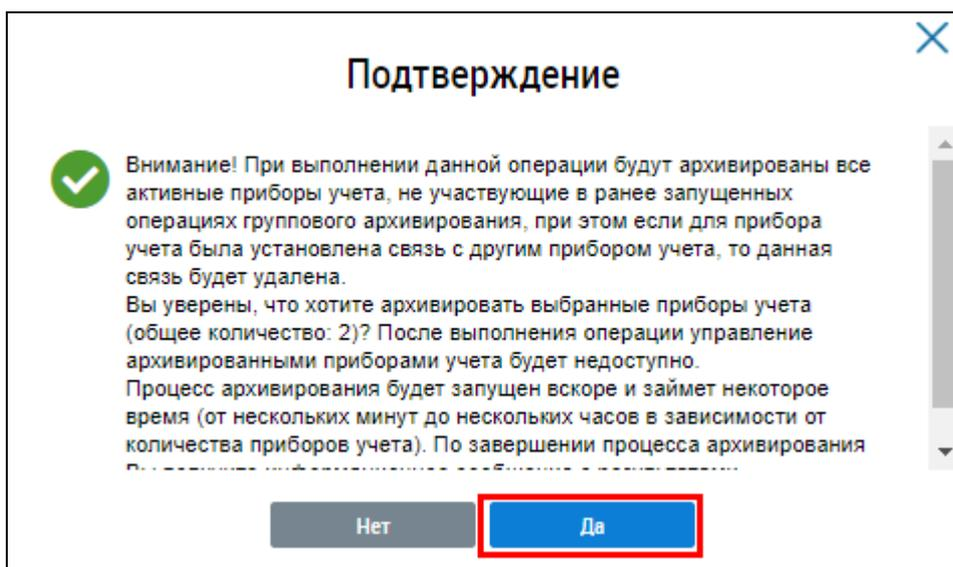 Подтверждение
Внимание! При выполнении данной операции будут архивированы все
активные приборы учета, не участвующие в ранее запущенных
операциях группового архивирования, при этом если для прибора
учета была установлена связь с другим прибором учета, то данная
связь будет удалена.
Вы уверены, что хотите архивировать выбранные приборы учета
(общее количество: 2)? После выполнения операции управление
архивированными приборами учета будет недоступно.
Процесс архивирования будет запущен вскоре и займет некоторое
время (от нескольких минут до нескольких часов в зависимости от
количества приборов учета). По завершении процесса архивирования
Нет
Да